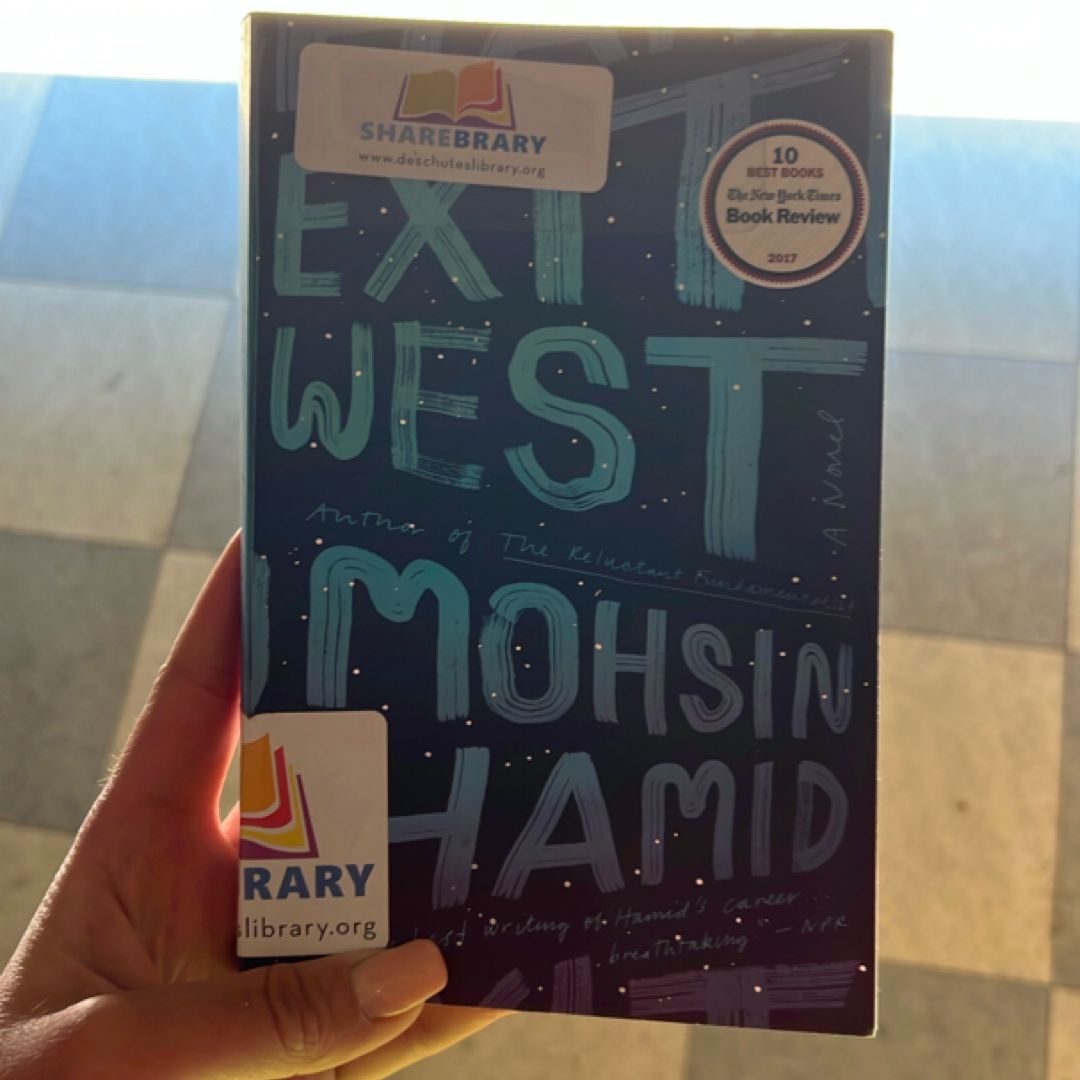 SHAREBRARY
www.deschuteslibrary.org
10
BEST BOOKS
The New York Times
Book Review
2017
EXIT
WEST
A Novel
Author of The Reluctant Fundamentalist
MOHSIN
HAMID
RARY
slibrary.org
best writing of Hamid's career...
breathtaking." — NPR